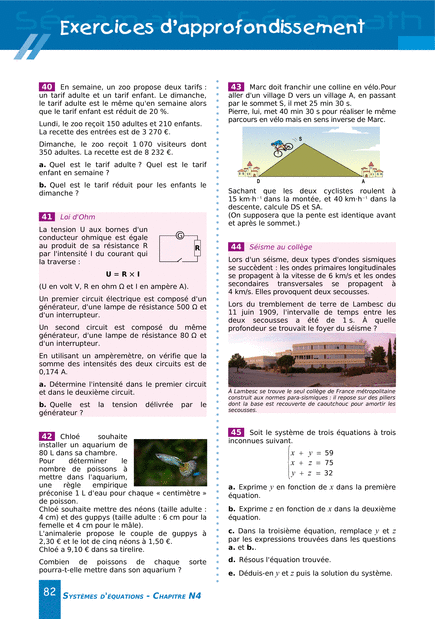 Exercices d'approfondissement
40 En semaine, un zoo propose deux tarifs :
un tarif adulte et un tarif enfant. Le dimanche,
le tarif adulte est le même qu'en semaine alors
que le tarif enfant est réduit de 20 %.
Lundi, le zoo reçoit 150 adultes et 210 enfants.
La recette des entrées est de 3 270 €.
Dimanche, le zoo reçoit 1 070 visiteurs dont
350 adultes. La recette est de 8 232 €.
a. Quel est le tarif adulte ? Quel est le tarif
enfant en semaine ?
b. Quel est le tarif réduit pour les enfants le
dimanche ?
41 Loi d'Ohm
La tension U aux bornes d'un
conducteur ohmique est égale
au produit de sa résistance R
par l'intensité I du courant qui
la traverse :
G
R
U = R × I
(U en volt V, R en ohm Ω et I en ampère A).
Un premier circuit électrique est composé d'un
générateur, d'une lampe de résistance 500 Ω et
d'un interrupteur.
Un second circuit est composé du même
générateur, d'une lampe de résistance 80 Ω et
d'un interrupteur.
En utilisant un ampèremètre, on vérifie que la
somme des intensités des deux circuits est de
0,174 A.
a. Détermine l'intensité dans le premier circuit
et dans le deuxième circuit.
b. Quelle est la tension délivrée par le
générateur ?
42 Chloé souhaite
installer un aquarium de
80 L dans sa chambre.
Pour déterminer le
nombre de poissons à
mettre dans l'aquarium,
une règle empirique
préconise 1 L d'eau pour chaque « centimètre »
de poisson.
Chloé souhaite mettre des néons (taille adulte :
4 cm) et des guppys (taille adulte : 6 cm pour la
femelle et 4 cm pour le mâle).
L'animalerie propose le couple de guppys à
2,30 € et le lot de cinq néons à 1,50 €.
Chloé a 9,10 € dans sa tirelire.
Combien de poissons de chaque sorte
pourra-t-elle mettre dans son aquarium ?
43 Marc doit franchir une colline en vélo.Pour
aller d'un village D vers un village A, en passant
par le sommet S, il met 25 min 30 s.
Pierre, lui, met 40 min 30 s pour réaliser le même
parcours en vélo mais en sens inverse de Marc.
S
D
A
Sachant que les deux cyclistes roulent à
15 km·h⁻¹ dans la montée, et 40 km·h⁻¹ dans la
descente, calcule DS et SA.
(On supposera que la pente est identique avant
et après le sommet.)
44 Séisme au collège
Lors d'un séisme, deux types d'ondes sismiques
se succèdent : les ondes primaires longitudinales
se propagent à la vitesse de 6 km/s et les ondes
secondaires transversales se propagent à
4 km/s. Elles provoquent deux secousses.
Lors du tremblement de terre de Lambesc du
11 juin 1909, l'intervalle de temps entre les
deux secousses a été de 1 s. À quelle
profondeur se trouvait le foyer du séisme ?
À Lambesc se trouve le seul collège de France métropolitaine
construit aux normes para-sismiques : il repose sur des piliers
dont la base est recouverte de caoutchouc pour amortir les
secousses.
45 Soit le système de trois équations à trois
inconnues suivant.
x + y = 59
x + z = 75
y + z = 32
a. Exprime y en fonction de x dans la première
équation.
b. Exprime z en fonction de x dans la deuxième
équation.
c. Dans la troisième équation, remplace y et z
par les expressions trouvées dans les questions
a. et b..
d. Résous l'équation trouvée.
e. Déduis-en y et z puis la solution du système.
82 Systèmes d'équations - Chapitre N4